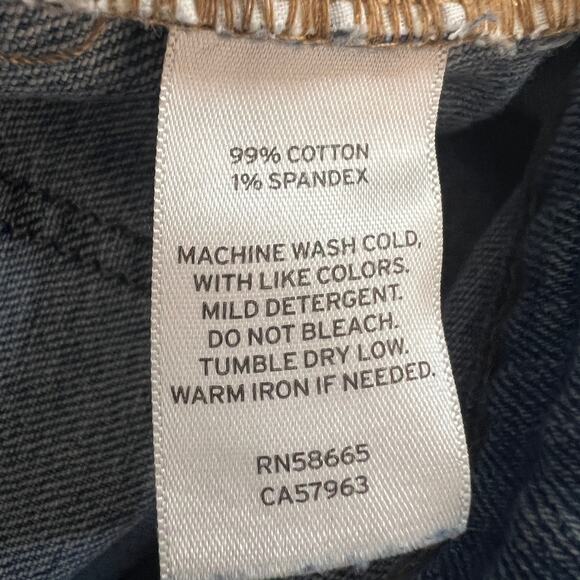 99% COTTON
1% SPANDEX
MACHINE WASH COLD,
WITH LIKE COLORS.
MILD DETERGENT.
DO NOT BLEACH.
TUMBLE DRY LOW.
WARM IRON IF NEEDED.
RN58665
CA57963